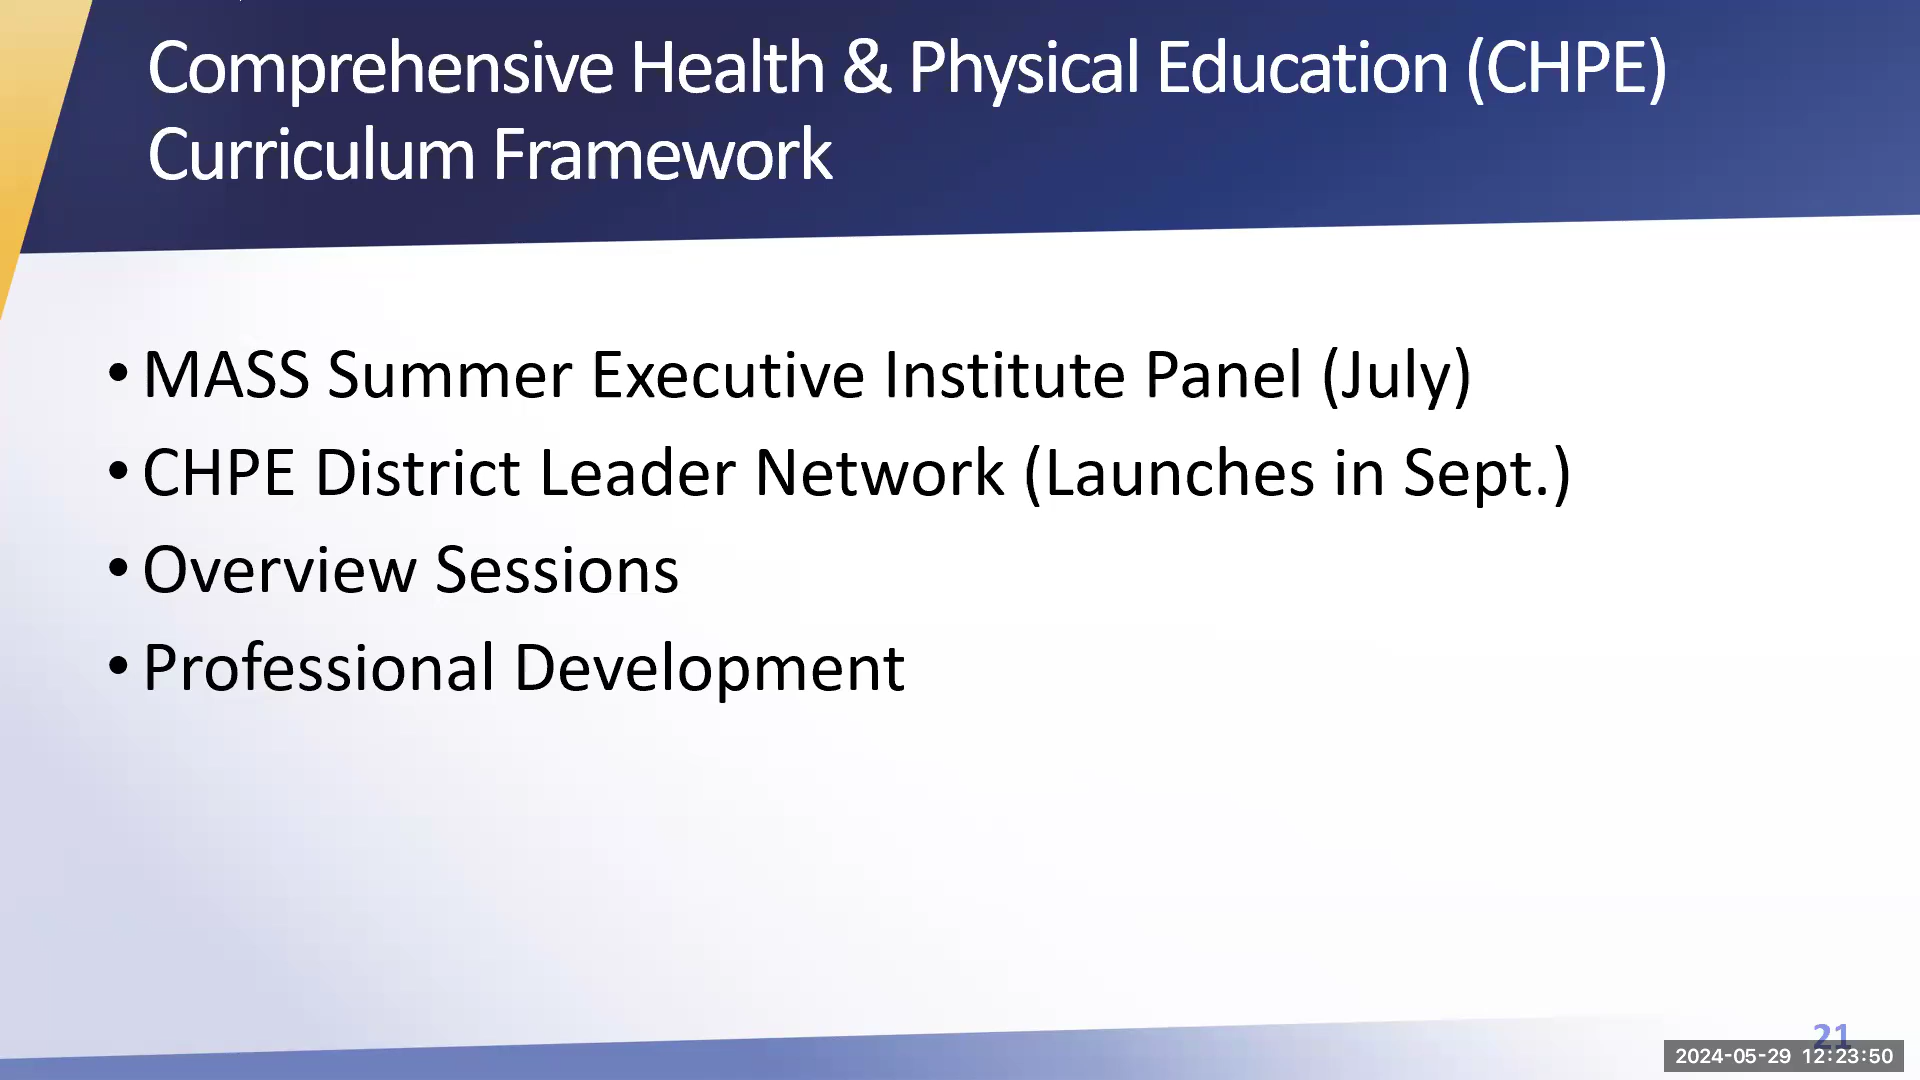 Comprehensive Health & Physical Education (CHPE)
Curriculum Framework
• MASS Summer Executive Institute Panel (July)
• CHPE District Leader Network (Launches in Sept.)
• Overview Sessions
• Professional Development
21
2024-05-29 12:23:50